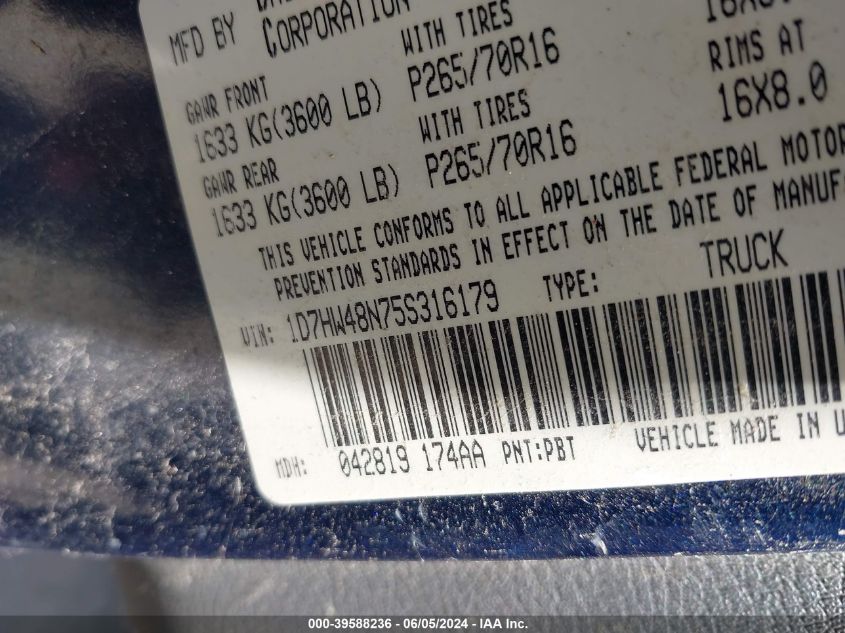 MFD BY
CORPORATION
WITH TIRES
RIMS AT
GAWR FRONT
1633 KG(3600 LB) P265/70R16 16X8.0
GAWR REAR WITH TIRES
1633 KG(3600 LB) P265/70R16
THIS VEHICLE CONFORMS TO ALL APPLICABLE FEDERAL MOTOR
PREVENTION STANDARDS IN EFFECT ON THE DATE OF MANUF
VIN: 1D7HW48N75S316179 TYPE: TRUCK
MDH: 042819 174AA PNT:PBT VEHICLE MADE IN U
000-39588236 - 06/05/2024 - IAA Inc.